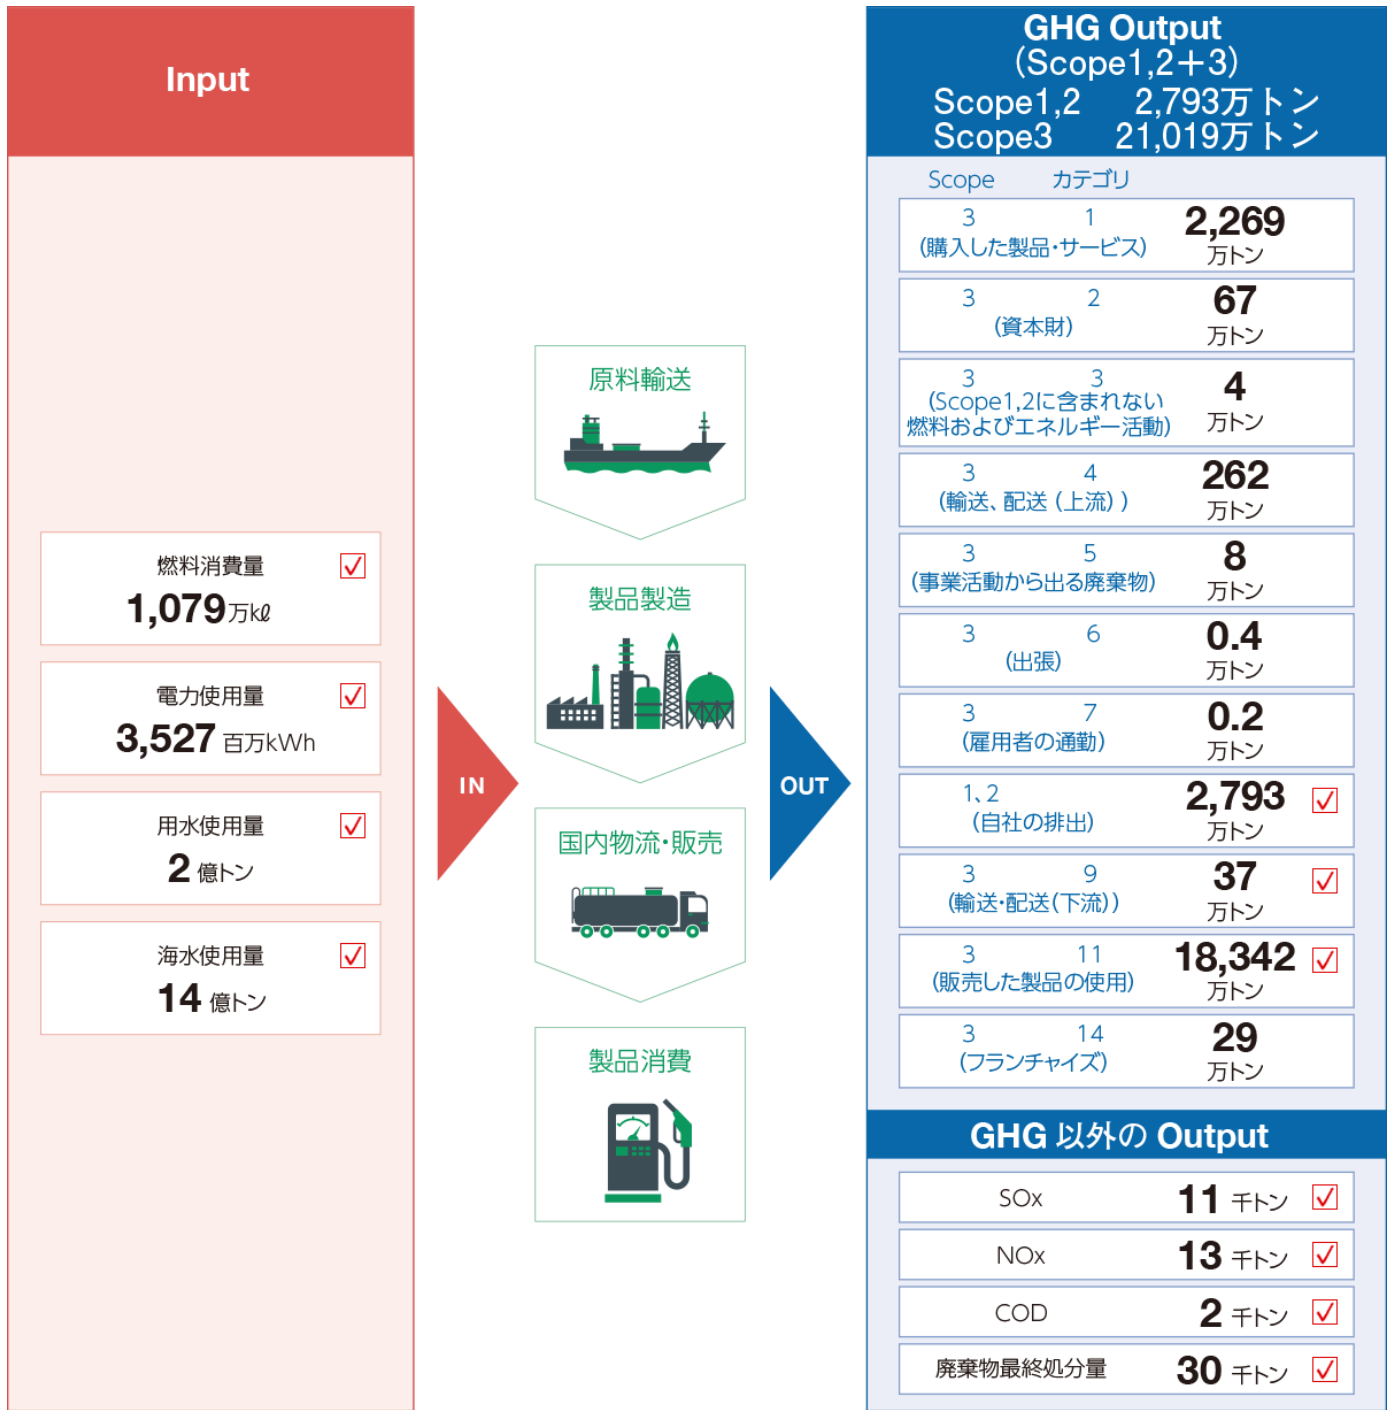 Input
燃料消費量
1,079万kℓ
電力使用量
3,527 百万kWh
用水使用量
2 億トン
海水使用量
14 億トン
IN
原料輸送
製品製造
国内物流・販売
製品消費
OUT
GHG Output
(Scope1,2＋3)
Scope1,2 2,793万トン
Scope3 21,019万トン
Scope カテゴリ
3 1
(購入した製品・サービス)
2,269
万トン
3 2
(資本財)
67
万トン
3 3
(Scope1,2に含まれない
燃料およびエネルギー活動)
4
万トン
3 4
(輸送、配送（上流）)
262
万トン
3 5
(事業活動から出る廃棄物)
8
万トン
3 6
(出張)
0.4
万トン
3 7
(雇用者の通勤)
0.2
万トン
1、2
(自社の排出)
2,793
万トン
3 9
(輸送・配送(下流))
37
万トン
3 11
(販売した製品の使用)
18,342
万トン
3 14
(フランチャイズ)
29
万トン
GHG 以外の Output
SOx 11 千トン
NOx 13 千トン
COD 2 千トン
廃棄物最終処分量 30 千トン